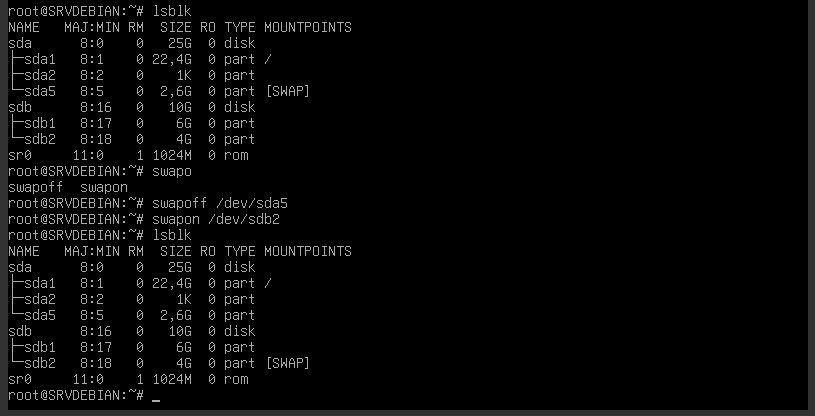 root@SRVDEBIAN:~# lsblk
NAME   MAJ:MIN RM  SIZE RO TYPE MOUNTPOINTS
sda      8:0    0   25G  0 disk
├─sda1   8:1    0 22,4G  0 part /
├─sda2   8:2    0    1K  0 part
└─sda5   8:5    0  2,6G  0 part [SWAP]
sdb      8:16   0   10G  0 disk
├─sdb1   8:17   0    6G  0 part
└─sdb2   8:18   0    4G  0 part
sr0     11:0    1 1024M  0 rom
root@SRVDEBIAN:~# swapo
swapoff  swapon
root@SRVDEBIAN:~# swapoff /dev/sda5
root@SRVDEBIAN:~# swapon /dev/sdb2
root@SRVDEBIAN:~# lsblk
NAME   MAJ:MIN RM  SIZE RO TYPE MOUNTPOINTS
sda      8:0    0   25G  0 disk
├─sda1   8:1    0 22,4G  0 part /
├─sda2   8:2    0    1K  0 part
└─sda5   8:5    0  2,6G  0 part
sdb      8:16   0   10G  0 disk
├─sdb1   8:17   0    6G  0 part
└─sdb2   8:18   0    4G  0 part [SWAP]
sr0     11:0    1 1024M  0 rom
root@SRVDEBIAN:~# _